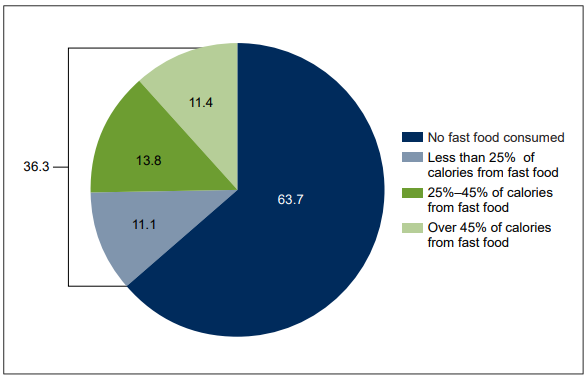 11.4
13.8
36.3
11.1
63.7
No fast food consumed
Less than 25% of
calories from fast food
25%–45% of calories
from fast food
Over 45% of calories
from fast food